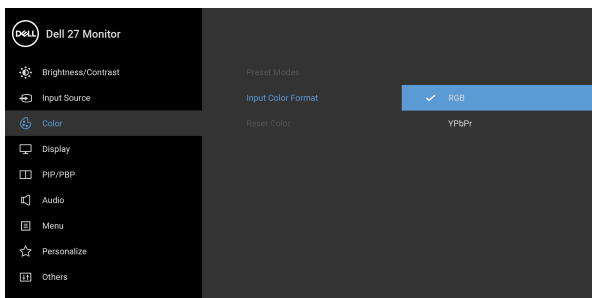 DELL Dell 27 Monitor
Brightness/Contrast
Preset Modes
Input Source
Input Color Format
RGB
Color
Reset Color
YPbPr
Display
PIP/PBP
Audio
Menu
Personalize
Others